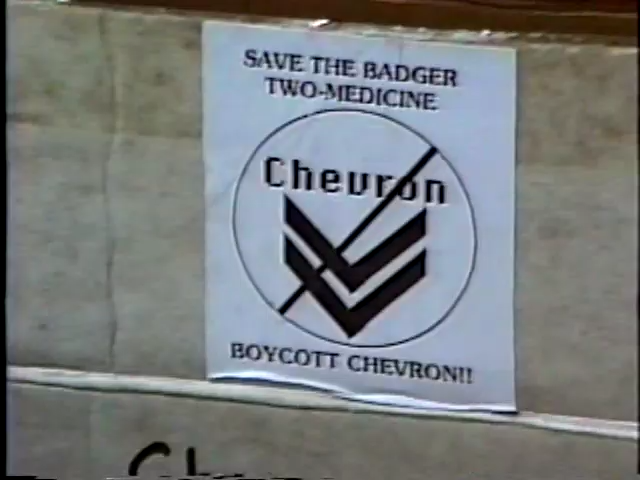 SAVE THE BADGER
TWO-MEDICINE
Chevron
BOYCOTT CHEVRON!!